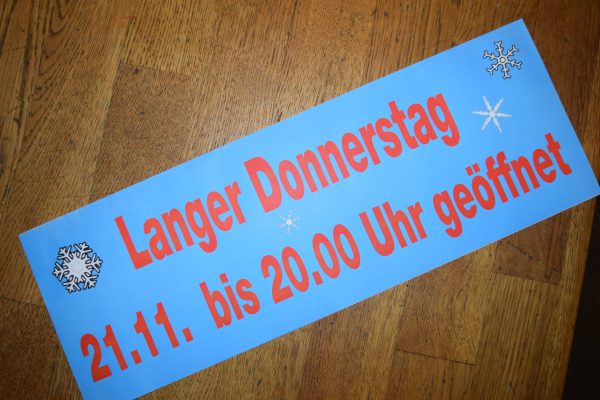 Langer Donnerstag
21.11. bis 20.00 Uhr geöffnet